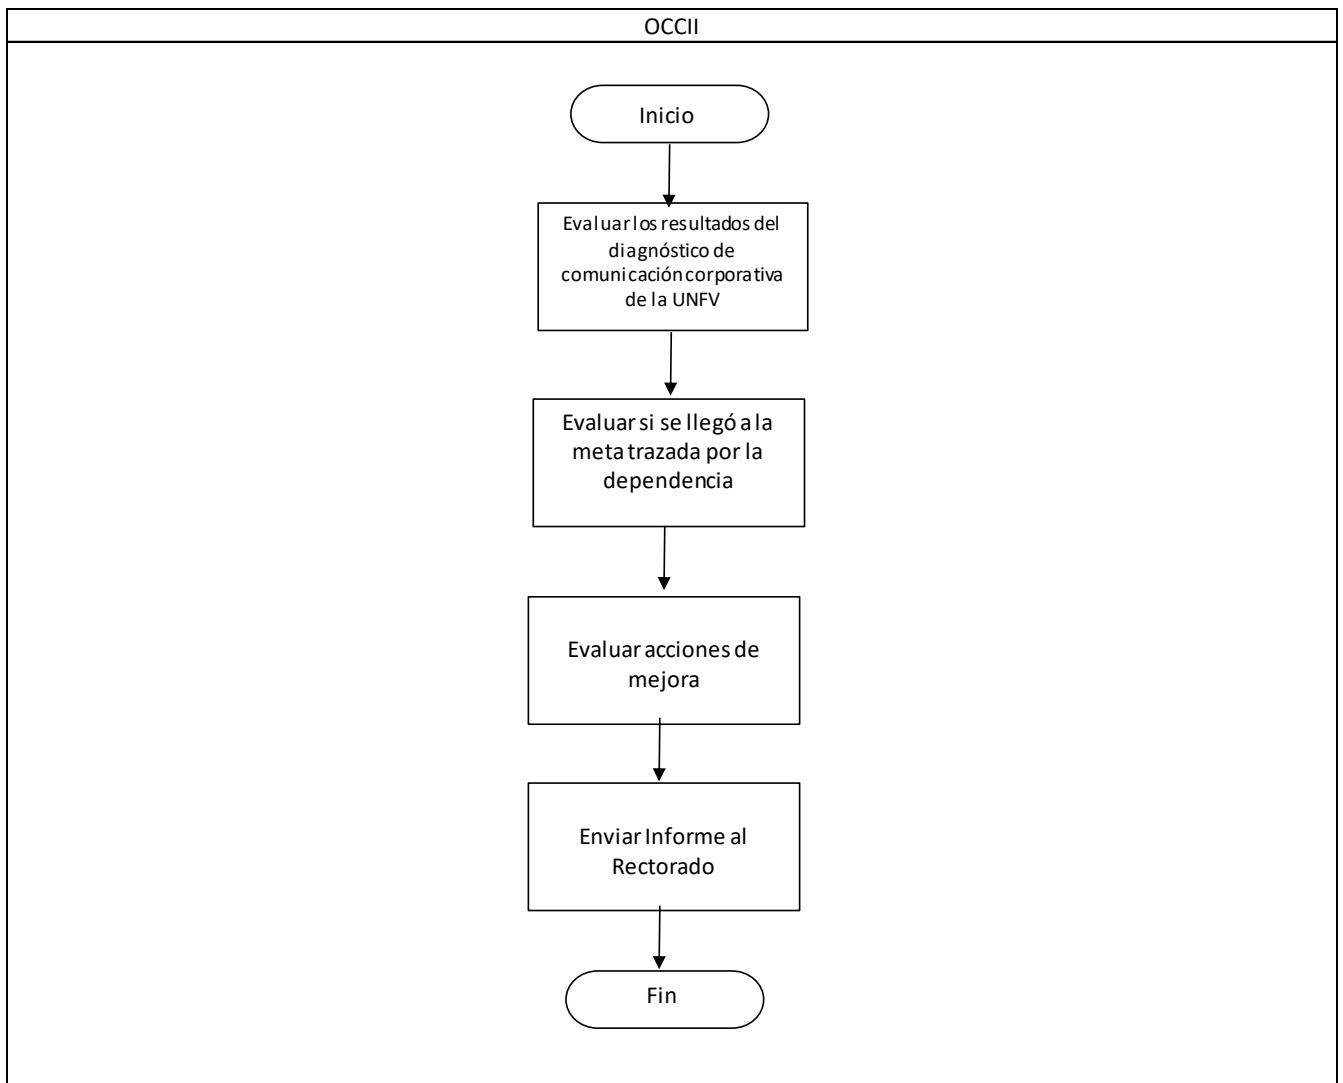 OCCII
Inicio
Evaluar los resultados del
diagnóstico de
comunicación corporativa
de la UNFV
Evaluar si se llegó a la
meta trazada por la
dependencia
Evaluar acciones de
mejora
Enviar Informe al
Rectorado
Fin